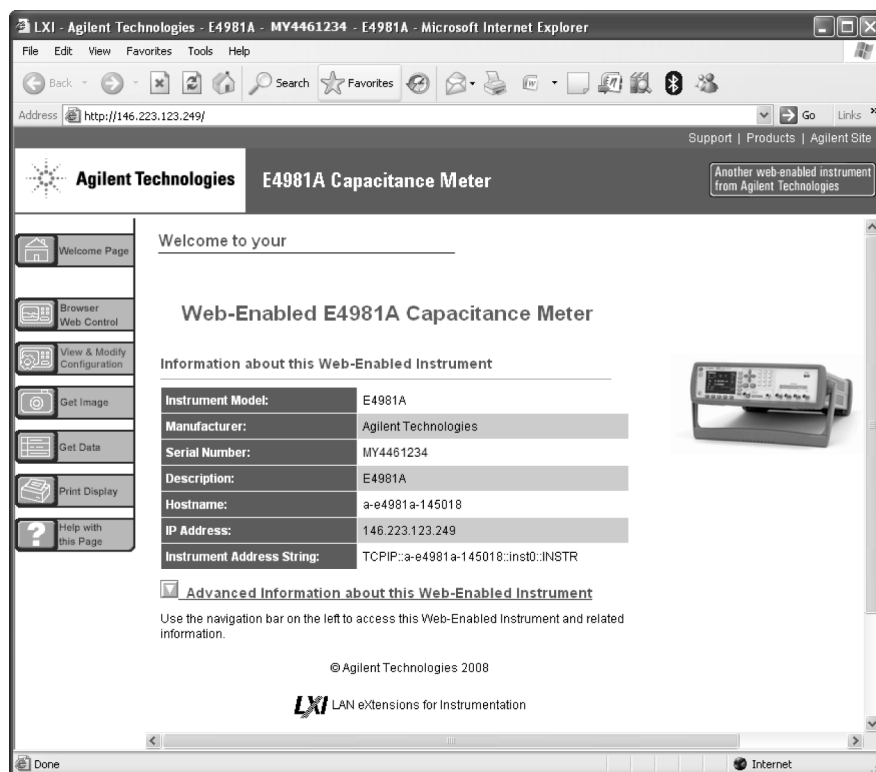 LXI - Agilent Technologies - E4981A - MY4461234 - E4981A - Microsoft Internet Explorer
File Edit View Favorites Tools Help
Back Search Favorites
Address http://146.223.123.249/ Go Links »
Support | Products | Agilent Site
Agilent Technologies E4981A Capacitance Meter
Another web-enabled instrument
from Agilent Technologies
Welcome Page
Browser
Web Control
View & Modify
Configuration
Get Image
Get Data
Print Display
Help with
this Page
Welcome to your
Web-Enabled E4981A Capacitance Meter
Information about this Web-Enabled Instrument
Instrument Model: E4981A
Manufacturer: Agilent Technologies
Serial Number: MY4461234
Description: E4981A
Hostname: a-e4981a-145018
IP Address: 146.223.123.249
Instrument Address String: TCPIP::a-e4981a-145018::inst0::INSTR
Advanced Information about this Web-Enabled Instrument
Use the navigation bar on the left to access this Web-Enabled Instrument and related
information.
© Agilent Technologies 2008
LXI LAN eXtensions for Instrumentation
Done Internet